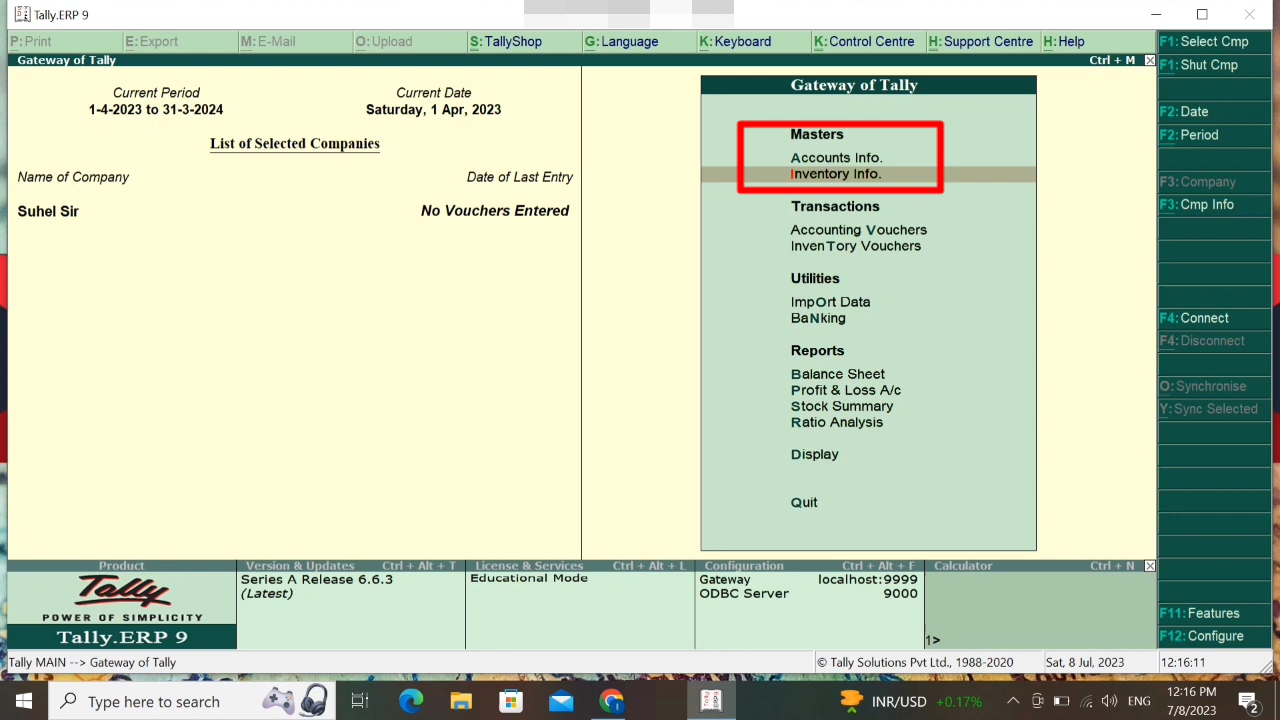 Tally.ERP 9
P: Print E: Export M: E-Mail O: Upload S: TallyShop G: Language K: Keyboard K: Control Centre H: Support Centre H: Help
Gateway of Tally Ctrl + M
Current Period Current Date
1-4-2023 to 31-3-2024 Saturday, 1 Apr, 2023
List of Selected Companies
Name of Company Date of Last Entry
Suhel Sir No Vouchers Entered
Gateway of Tally
Masters
Accounts Info.
Inventory Info.
Transactions
Accounting Vouchers
InvenTory Vouchers
Utilities
ImpOrt Data
BaNking
Reports
Balance Sheet
Profit & Loss A/c
Stock Summary
Ratio Analysis
Display
Quit
F1: Select Cmp
F1: Shut Cmp
F2: Date
F2: Period
F3: Company
F3: Cmp Info
F4: Connect
F4: Disconnect
O: Synchronise
Y: Sync Selected
F11: Features
F12: Configure
Product
Tally
POWER OF SIMPLICITY
Tally.ERP 9
Version & Updates Ctrl + Alt + T
Series A Release 6.6.3
(Latest)
License & Services Ctrl + Alt + L
Educational Mode
Configuration Ctrl + Alt + F
Gateway localhost:9999
ODBC Server 9000
Calculator Ctrl + N
1>
Tally MAIN --> Gateway of Tally © Tally Solutions Pvt Ltd., 1988-2020 Sat, 8 Jul, 2023 12:16:11
Type here to search INR/USD +0.17% ENG 12:16 PM
7/8/2023 2